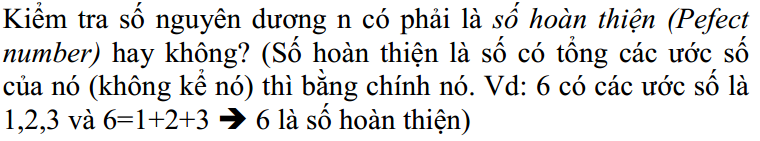 Kiểm tra số nguyên dương n có phải là số hoàn thiện (Pefect
number) hay không? (Số hoàn thiện là số có tổng các ước số
của nó (không kể nó) thì bằng chính nó. Vd: 6 có các ước số là
1,2,3 và 6=1+2+3 ➔ 6 là số hoàn thiện)